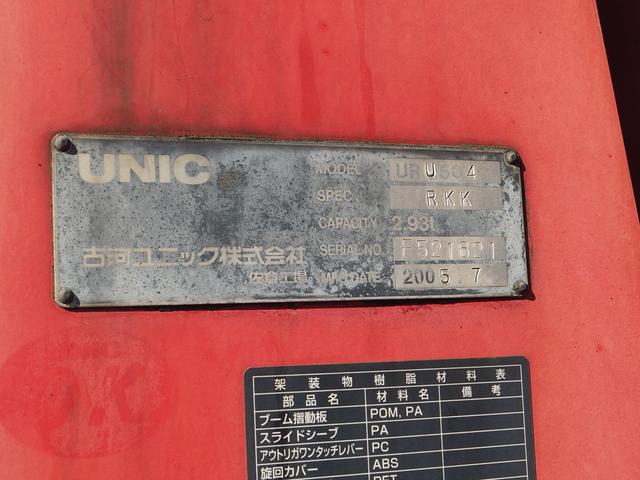 UNIC
MODEL URU504
SPEC RKK
CAPACITY 2.93t
古河ユニック株式会社
SERIAL NO. F521621
佐倉工場
MFG DATE 2005.7
架装物樹脂材料表
部品名 材料名 備考
ブーム摺動板 POM, PA
スライドシーブ PA
アウトリガワンタッチレバー PC
旋回カバー ABS
PET